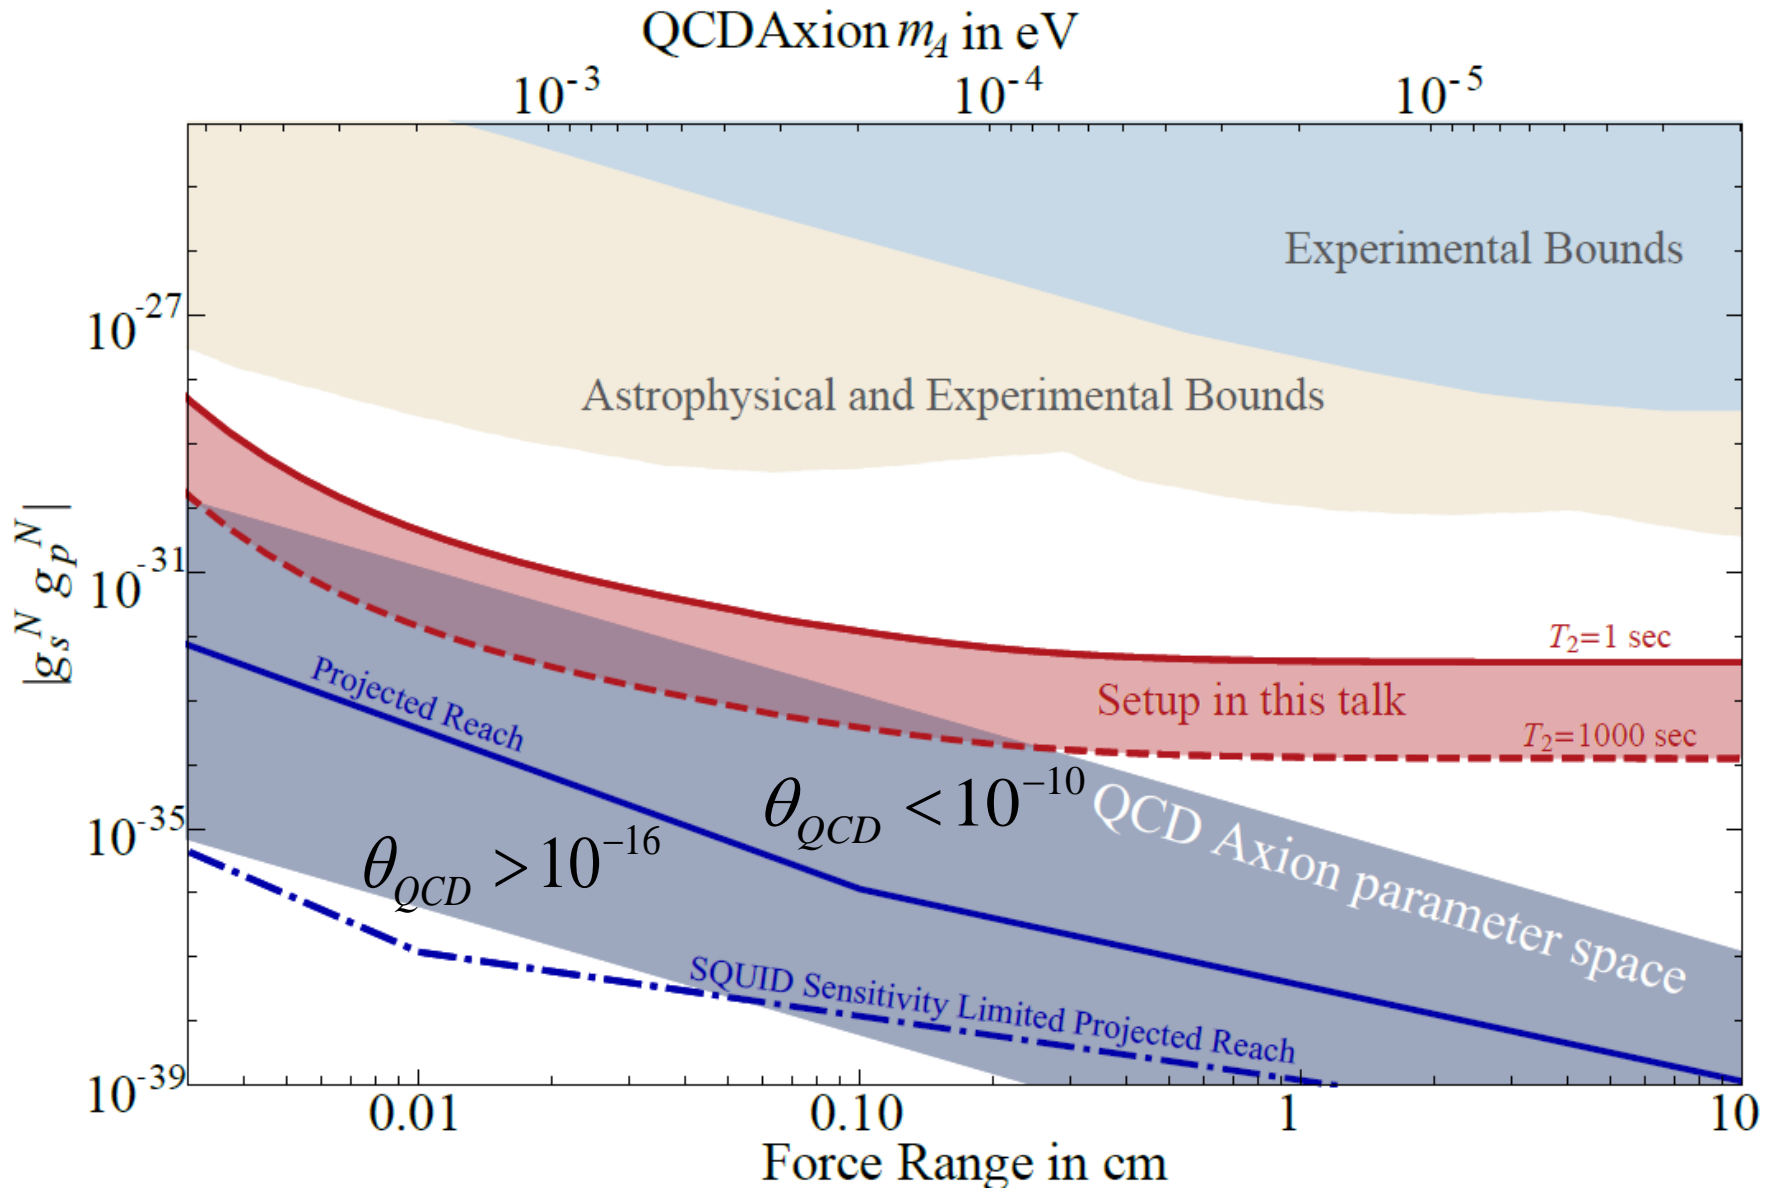 QCD Axion m_A in eV
10^-3 10^-4 10^-5
Experimental Bounds
10^-27
Astrophysical and Experimental Bounds
|g_s^N g_p^N|
10^-31
T_2=1 sec
Setup in this talk
T_2=1000 sec
Projected Reach
θ_QCD < 10^-10
QCD Axion parameter space
10^-35
θ_QCD > 10^-16
SQUID Sensitivity Limited Projected Reach
10^-39
0.01 0.10 1 10
Force Range in cm